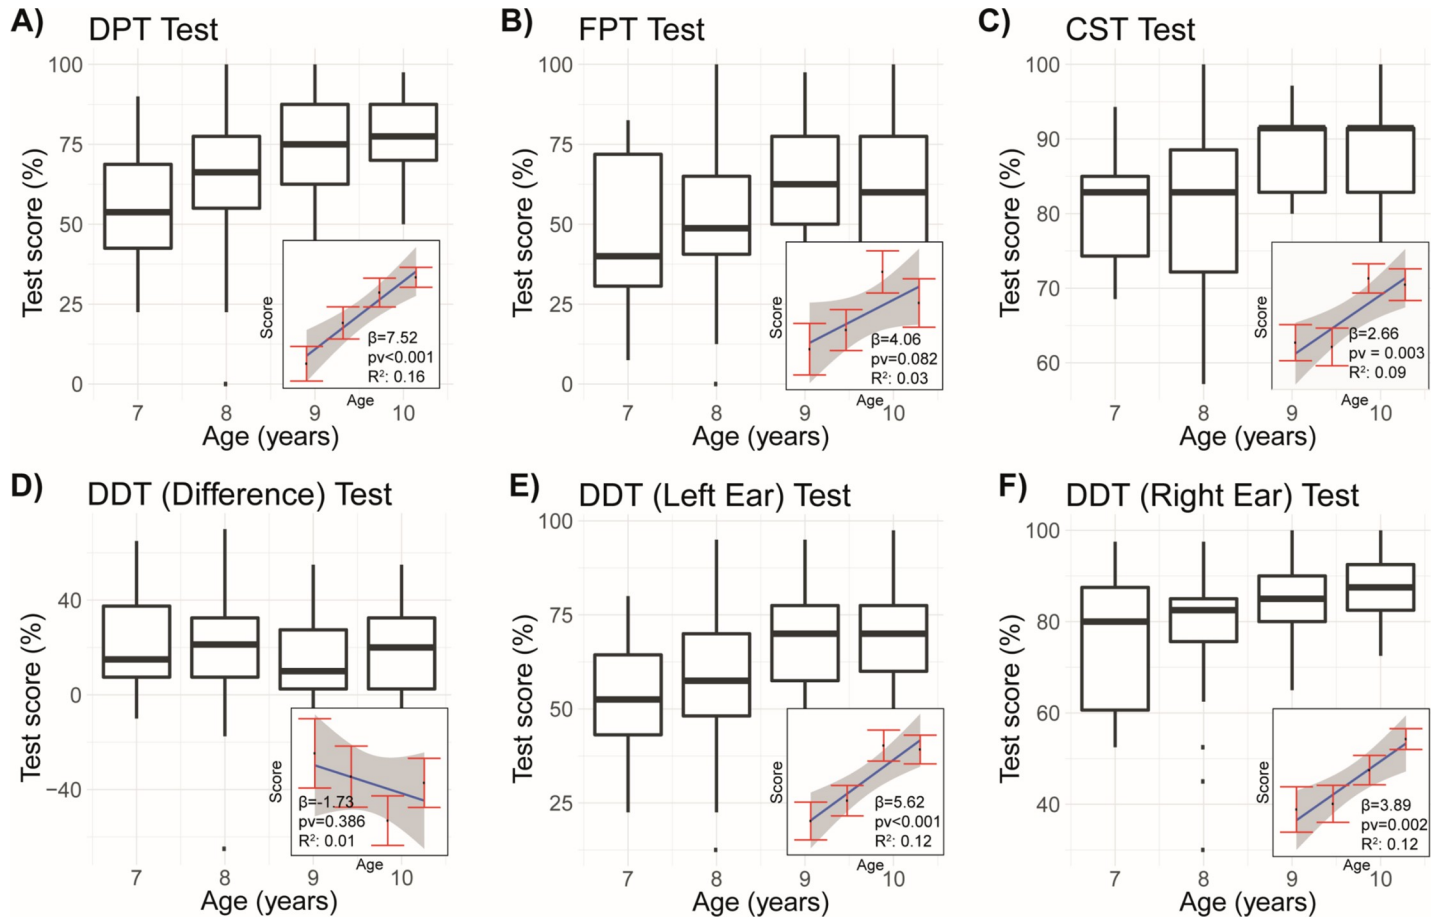 A) DPT Test
Test score (%)
100
75
50
25
0
7 8 9 10
Age (years)
Score
β=7.52
pv<0.001
R²: 0.16
Age
B) FPT Test
Test score (%)
100
75
50
25
0
7 8 9 10
Age (years)
Score
β=4.06
pv=0.082
R²: 0.03
Age
C) CST Test
Test score (%)
100
90
80
70
60
7 8 9 10
Age (years)
Score
β=2.66
pv = 0.003
R²: 0.09
Age
D) DDT (Difference) Test
Test score (%)
40
0
−40
7 8 9 10
Age (years)
Score
β=-1.73
pv=0.386
R²: 0.01
Age
E) DDT (Left Ear) Test
Test score (%)
100
75
50
25
7 8 9 10
Age (years)
Score
β=5.62
pv<0.001
R²: 0.12
Age
F) DDT (Right Ear) Test
Test score (%)
100
80
60
40
7 8 9 10
Age (years)
Score
β=3.89
pv=0.002
R²: 0.12
Age